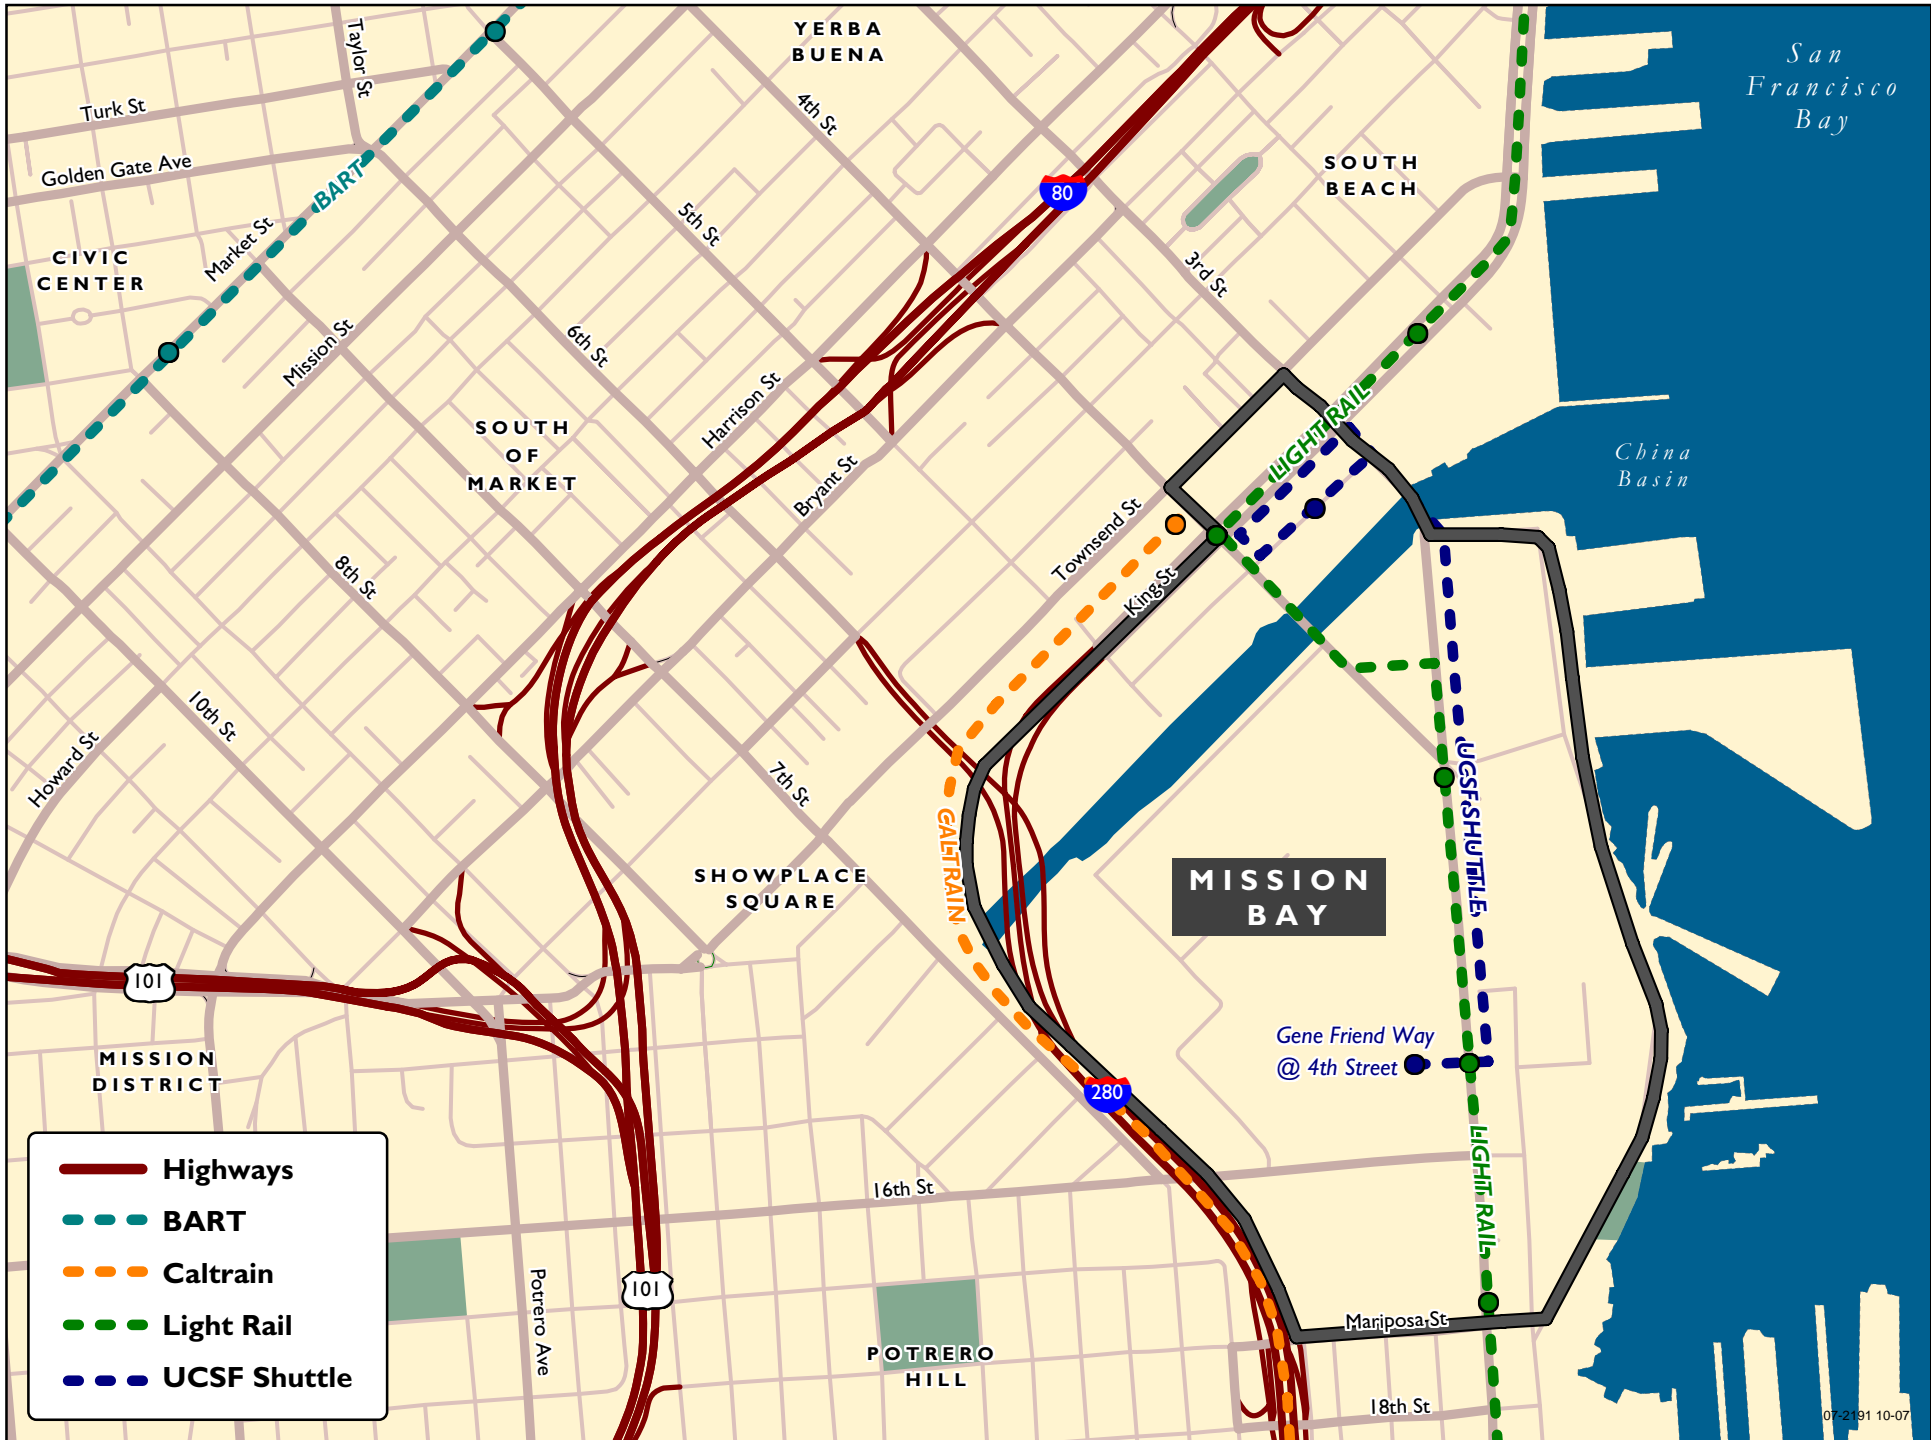 YERBA
BUENA
San
Francisco
Bay
Taylor St
Turk St
4th St
Golden Gate Ave
BART
80
SOUTH
BEACH
5th St
Market St
CIVIC
CENTER
3rd St
Mission St
6th St
Harrison St
LIGHT RAIL
SOUTH
OF
MARKET
China
Basin
Bryant St
Townsend St
King St
8th St
10th St
Howard St
7th St
UCSF SHUTTLE
CALTRAIN
SHOWPLACE
SQUARE
MISSION
BAY
101
Gene Friend Way
@ 4th Street
MISSION
DISTRICT
280
LIGHT RAIL
16th St
Highways
BART
Caltrain
Light Rail
UCSF Shuttle
Potrero Ave
101
Mariposa St
POTRERO
HILL
18th St
07-2191 10-07